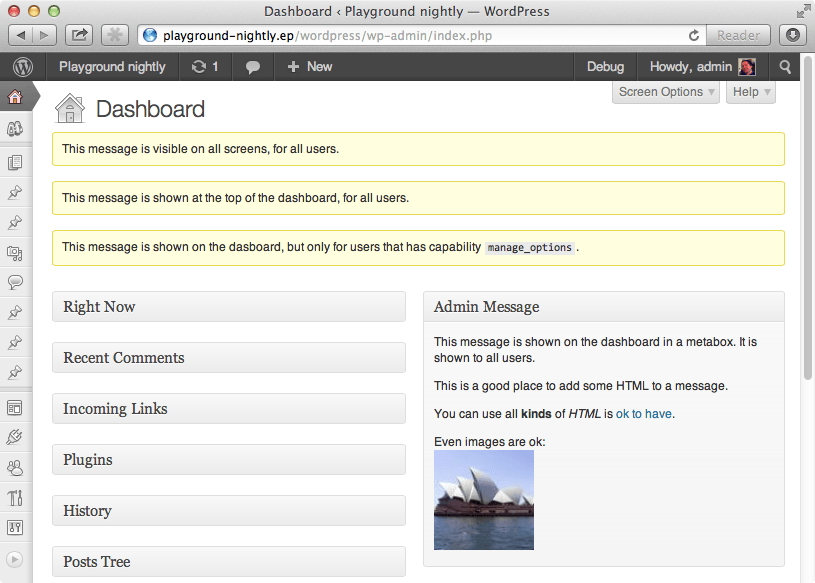 Dashboard ‹ Playground nightly — WordPress
playground-nightly.ep/wordpress/wp-admin/index.php
Reader
Playground nightly
1
New
Debug
Howdy, admin
Screen Options
Help
Dashboard
This message is visible on all screens, for all users.
This message is shown at the top of the dashboard, for all users.
This message is shown on the dasboard, but only for users that has capability manage_options .
Right Now
Recent Comments
Incoming Links
Plugins
History
Posts Tree
Admin Message
This message is shown on the dashboard in a metabox. It is
shown to all users.
This is a good place to add some HTML to a message.
You can use all kinds of HTML is ok to have.
Even images are ok: